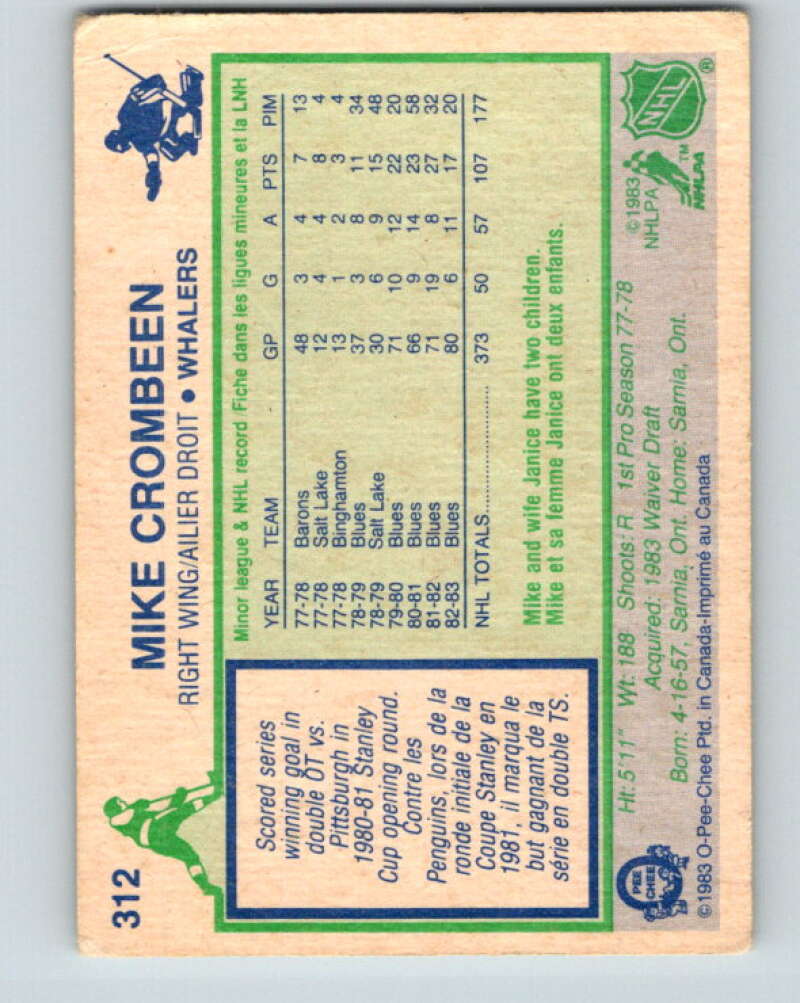 312
MIKE CROMBEEN
RIGHT WING/AILIER DROIT • WHALERS
Scored series
winning goal in
double OT vs.
Pittsburgh in
1980-81 Stanley
Cup opening round.
Contre les
Penguins, lors de la
ronde initiale de la
Coupe Stanley en
1981, il marqua le
but gagnant de la
série en double TS.
Minor league & NHL record Fiche dans les ligues mineures et la LNH
YEAR TEAM GP G A PTS PIM
77-78 Barons 48 3 4 7 13
77-78 Salt Lake 12 4 4 8 4
77-78 Binghamton 13 1 2 3 4
78-79 Blues 37 3 8 11 34
78-79 Salt Lake 30 6 9 15 48
79-80 Blues 71 10 12 22 20
80-81 Blues 66 9 14 23 58
81-82 Blues 71 19 8 27 32
82-83 Blues 80 6 11 17 20
NHL TOTALS.................... 373 50 57 107 177
Mike and wife Janice have two children.
Mike et sa femme Janice ont deux enfants.
Ht: 5'11" Wt: 188 Shoots: R 1st Pro Season 77-78
Acquired: 1983 Waiver Draft
Born: 4-16-57, Sarnia, Ont. Home: Sarnia, Ont.
©1983 O-Pee-Chee Ptd. in Canada-Imprimé au Canada
O PEE CHEE
©1983
NHLPA
NHLPA
TM
NHL
®